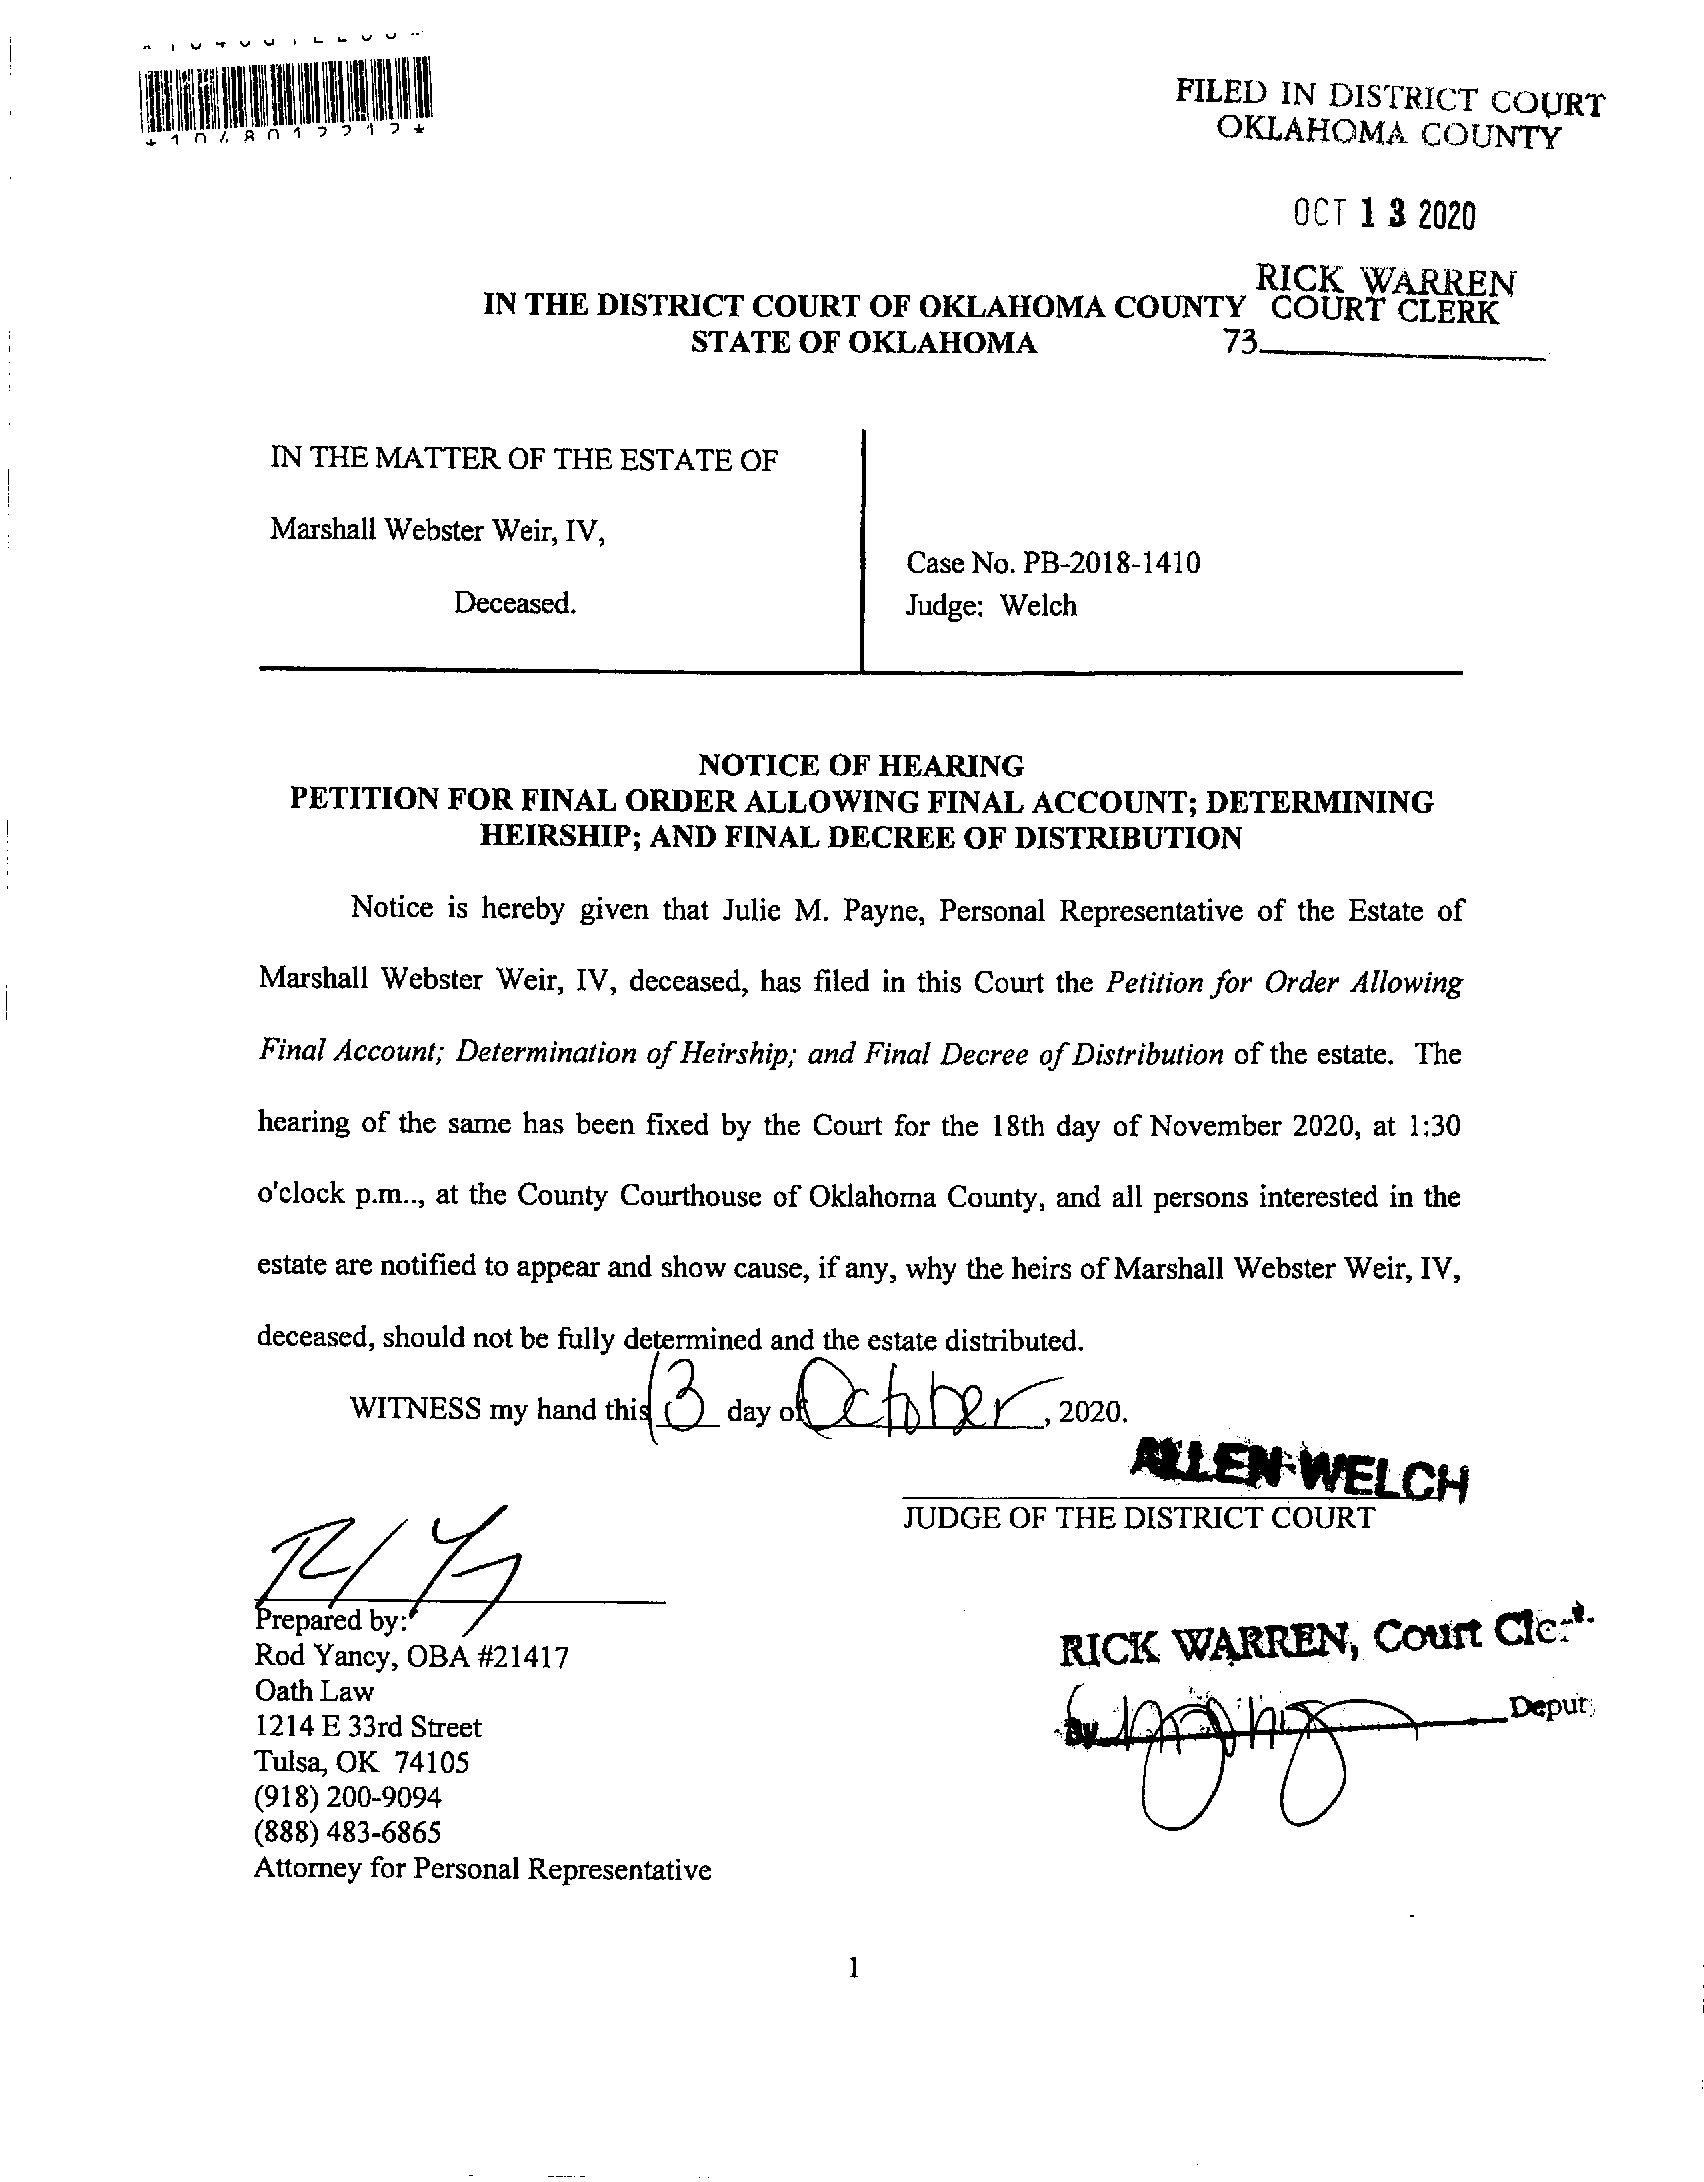 *1048012212*
FILED IN DISTRICT COURT
OKLAHOMA COUNTY
OCT 13 2020
RICK WARREN
COURT CLERK
73
IN THE DISTRICT COURT OF OKLAHOMA COUNTY
STATE OF OKLAHOMA
IN THE MATTER OF THE ESTATE OF
Marshall Webster Weir, IV,
Deceased.
Case No. PB-2018-1410
Judge: Welch
NOTICE OF HEARING
PETITION FOR FINAL ORDER ALLOWING FINAL ACCOUNT; DETERMINING
HEIRSHIP; AND FINAL DECREE OF DISTRIBUTION
Notice is hereby given that Julie M. Payne, Personal Representative of the Estate of
Marshall Webster Weir, IV, deceased, has filed in this Court the Petition for Order Allowing
Final Account; Determination of Heirship; and Final Decree of Distribution of the estate. The
hearing of the same has been fixed by the Court for the 18th day of November 2020, at 1:30
o'clock p.m.., at the County Courthouse of Oklahoma County, and all persons interested in the
estate are notified to appear and show cause, if any, why the heirs of Marshall Webster Weir, IV,
deceased, should not be fully determined and the estate distributed.
WITNESS my hand this 13 day of October, 2020.
ALLEN WELCH
JUDGE OF THE DISTRICT COURT
Prepared by:
Rod Yancy, OBA #21417
Oath Law
1214 E 33rd Street
Tulsa, OK 74105
(918) 200-9094
(888) 483-6865
Attorney for Personal Representative
RICK WARREN, Court Clerk
By Deput
1